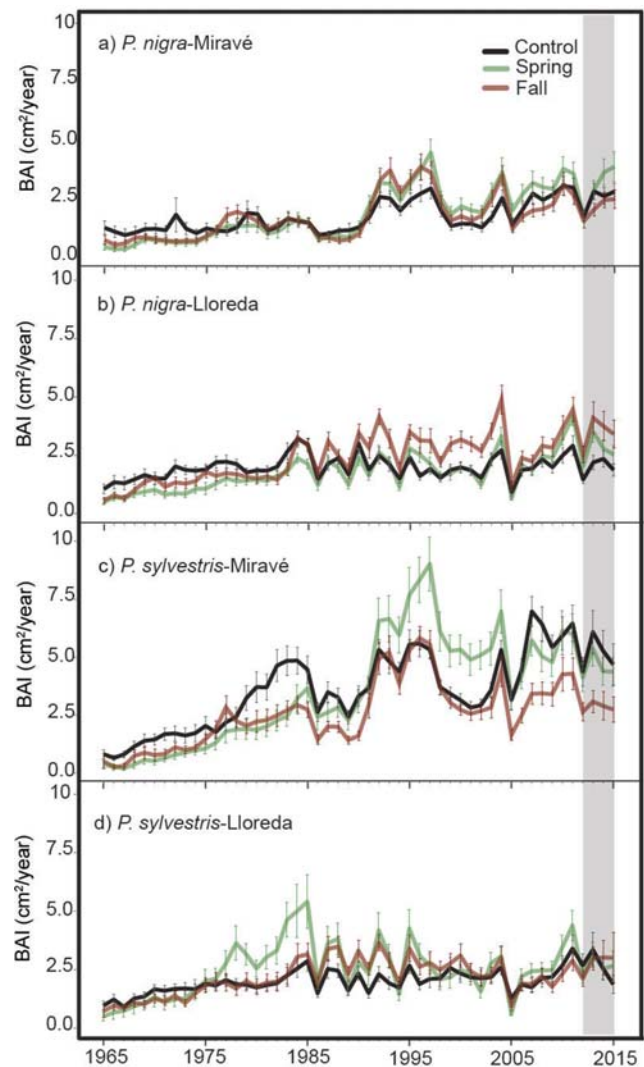 10
a) P. nigra-Miravé
Control
Spring
Fall
7.5
5.0
2.5
0.0
BAI (cm²/year)
10
b) P. nigra-Lloreda
7.5
5.0
2.5
0.0
BAI (cm²/year)
10
c) P. sylvestris-Miravé
7.5
5.0
2.5
0.0
BAI (cm²/year)
10
d) P. sylvestris-Lloreda
7.5
5.0
2.5
0.0
BAI (cm²/year)
1965 1975 1985 1995 2005 2015